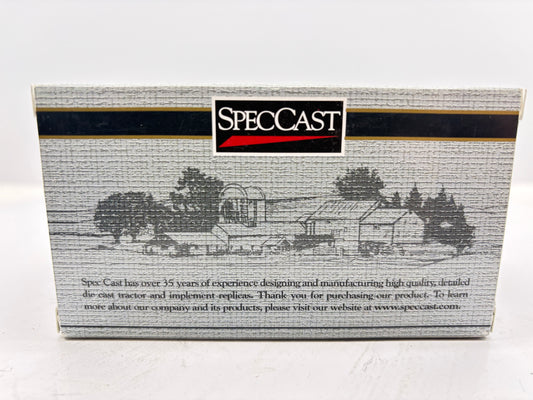 SPECCAST
Spec Cast has over 35 years of experience designing and manufacturing high quality, detailed
die cast tractor and implement replicas. Thank you for purchasing our product. To learn
more about our company and its products, please visit our website at www.speccast.com.